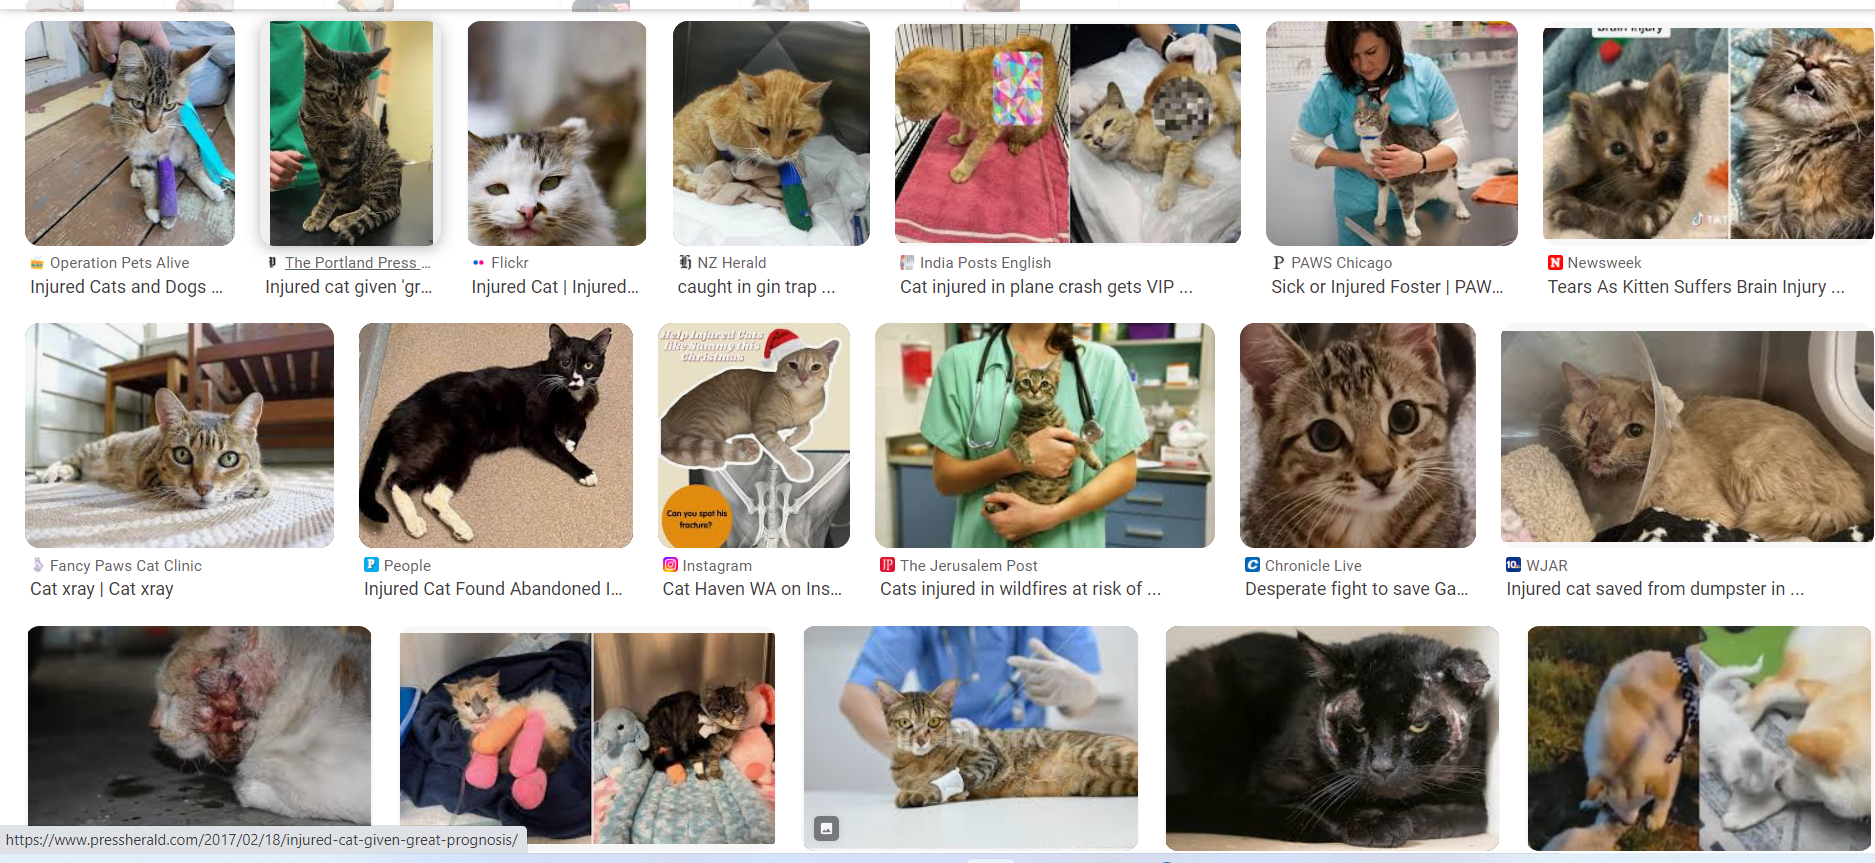 Brain Injury
TikT
Operation Pets Alive
Injured Cats and Dogs ...
The Portland Press ...
Injured cat given 'gr...
Flickr
Injured Cat | Injured...
NZ Herald
caught in gin trap ...
India Posts English
Cat injured in plane crash gets VIP ...
P PAWS Chicago
Sick or Injured Foster | PAW...
N Newsweek
Tears As Kitten Suffers Brain Injury ...
Help Injured Cats
like Sammy this
Christmas
Can you spot his
fracture?
Fancy Paws Cat Clinic
Cat xray | Cat xray
P People
Injured Cat Found Abandoned I...
Instagram
Cat Haven WA on Ins...
JP The Jerusalem Post
Cats injured in wildfires at risk of ...
C Chronicle Live
Desperate fight to save Ga...
10 WJAR
Injured cat saved from dumpster in ...
https://www.pressherald.com/2017/02/18/injured-cat-given-great-prognosis/